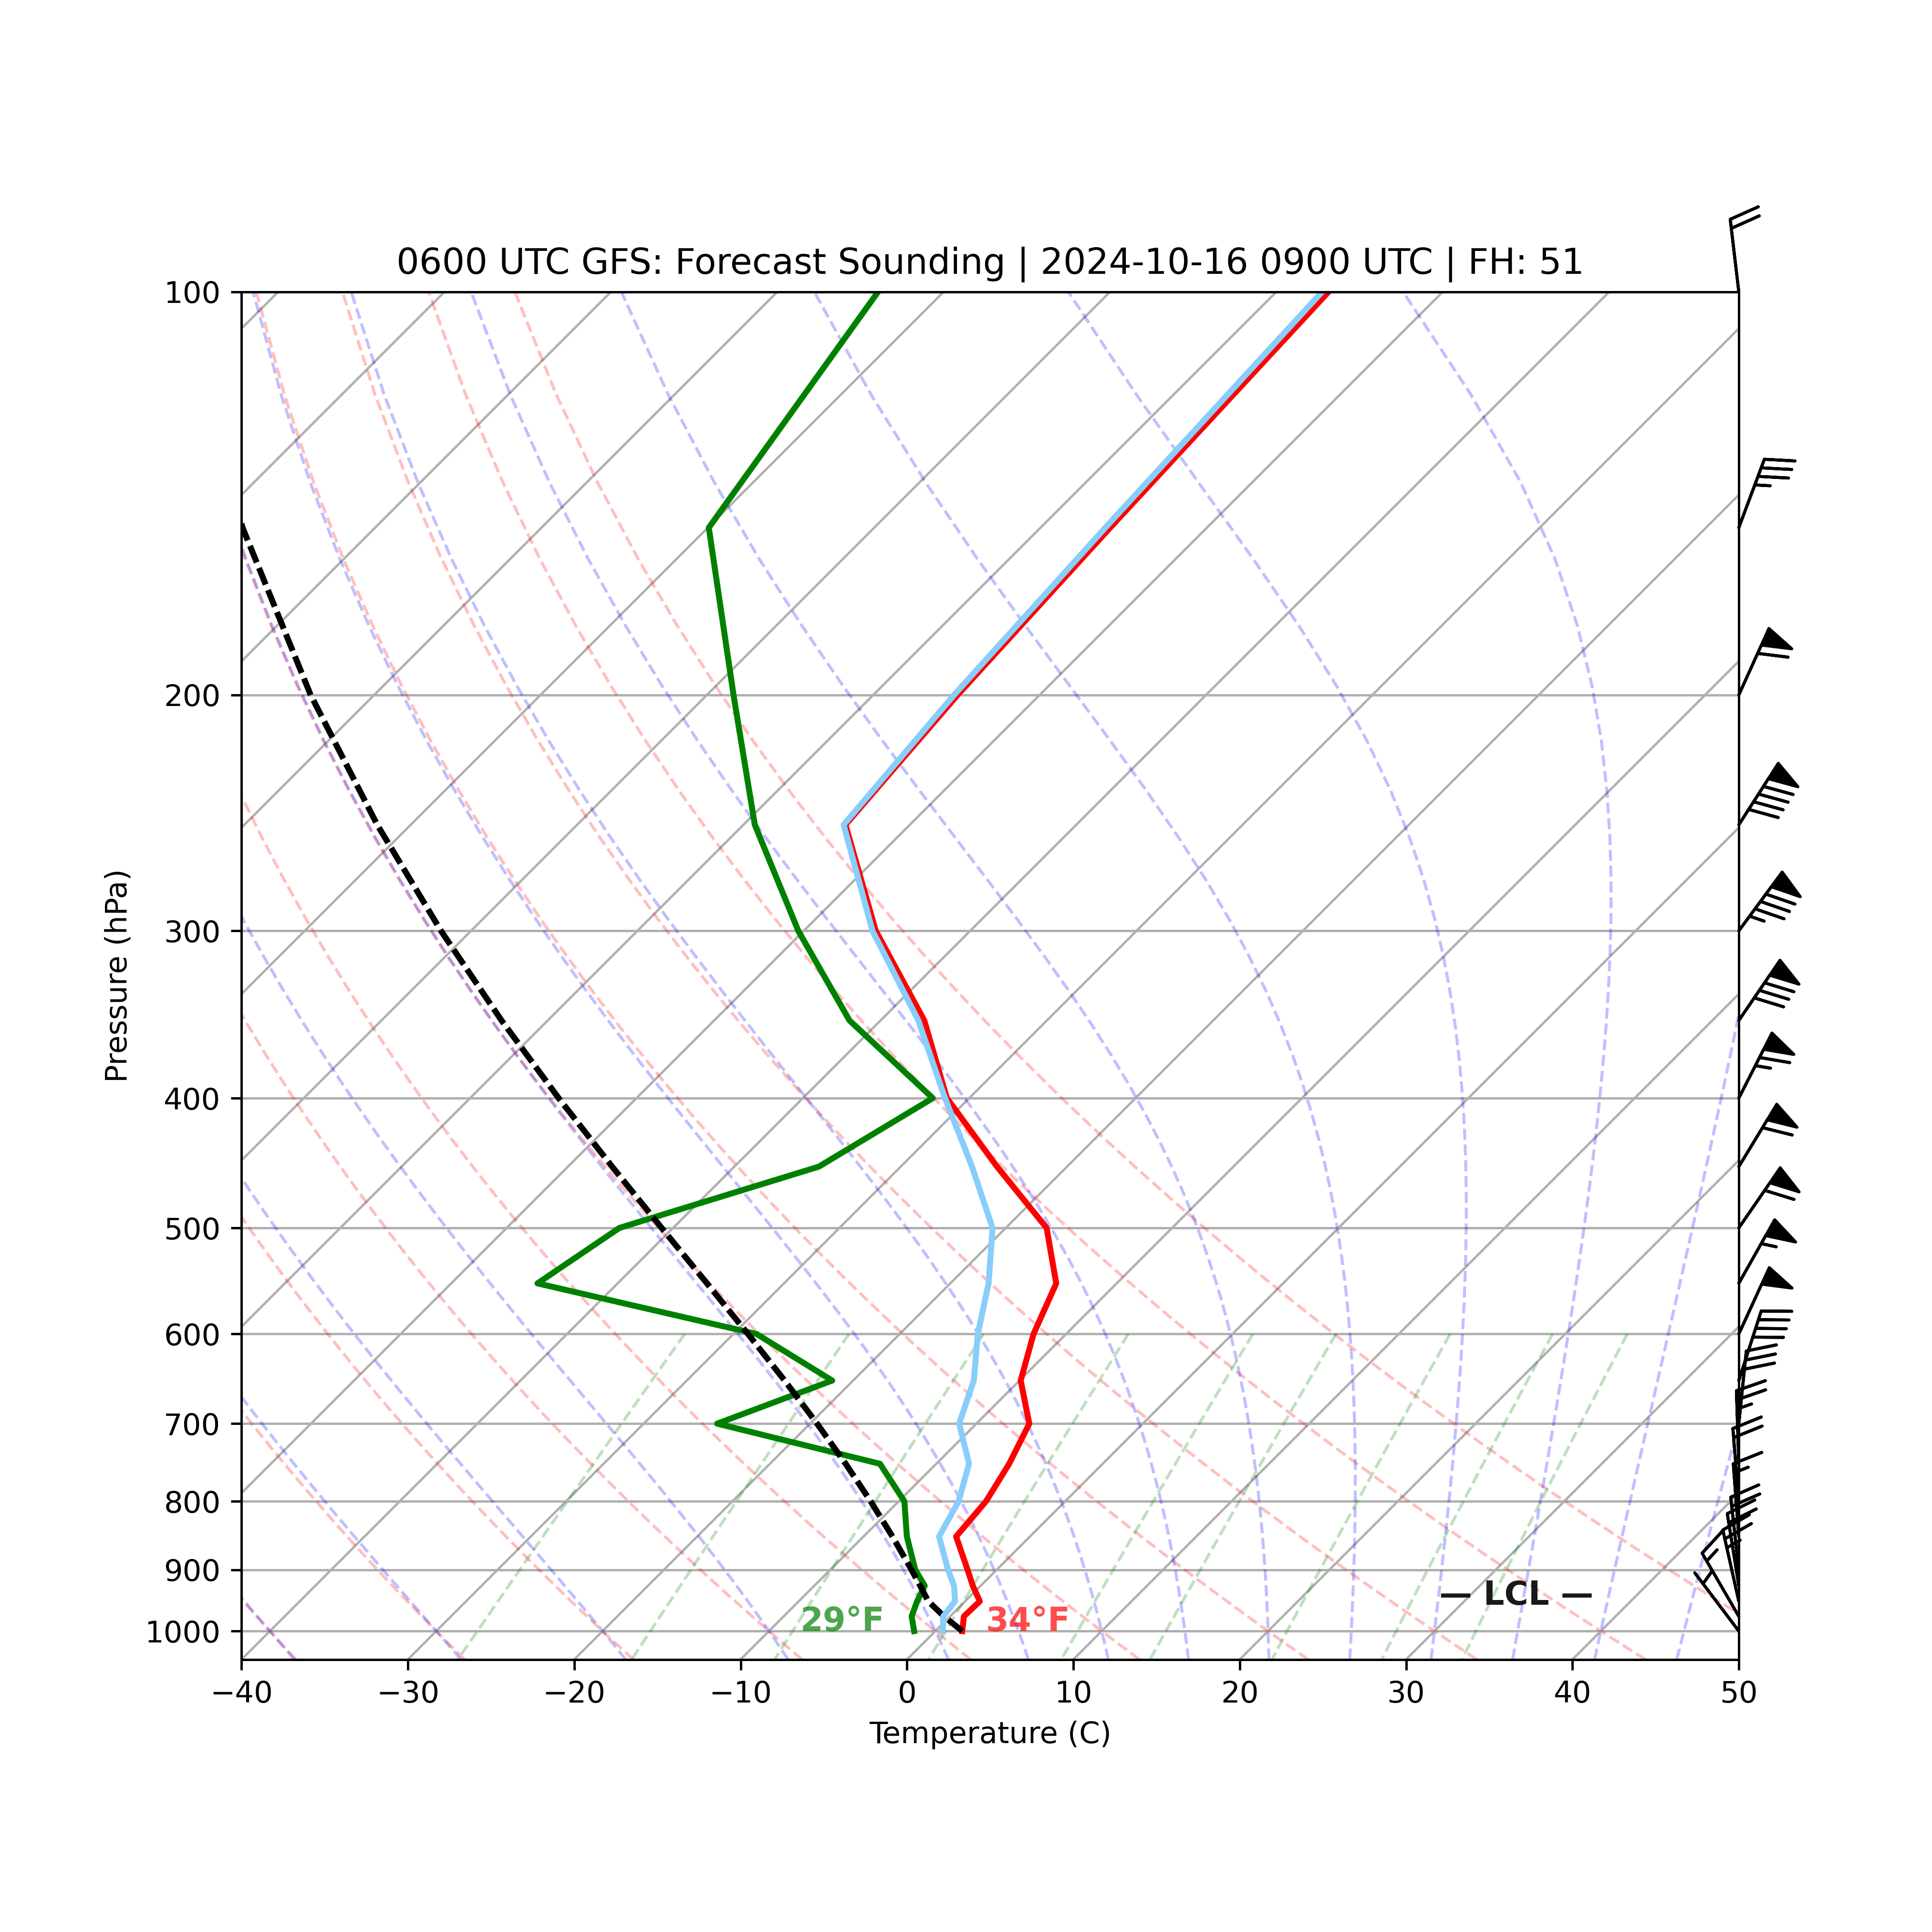 0600 UTC GFS: Forecast Sounding | 2024-10-16 0900 UTC | FH: 51
100
200
300
400
500
600
700
800
900
1000
Pressure (hPa)
— LCL —
29°F 34°F
−40 −30 −20 −10 0 10 20 30 40 50
Temperature (C)